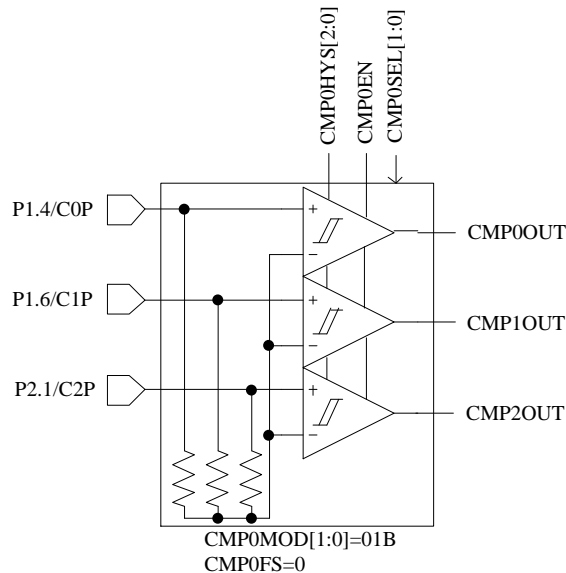 CMP0HYS[2:0]
CMP0EN
CMP0SEL[1:0]
P1.4/C0P
+
−
CMP0OUT
P1.6/C1P
+
−
CMP1OUT
P2.1/C2P
+
−
CMP2OUT
CMP0MOD[1:0]=01B
CMP0FS=0